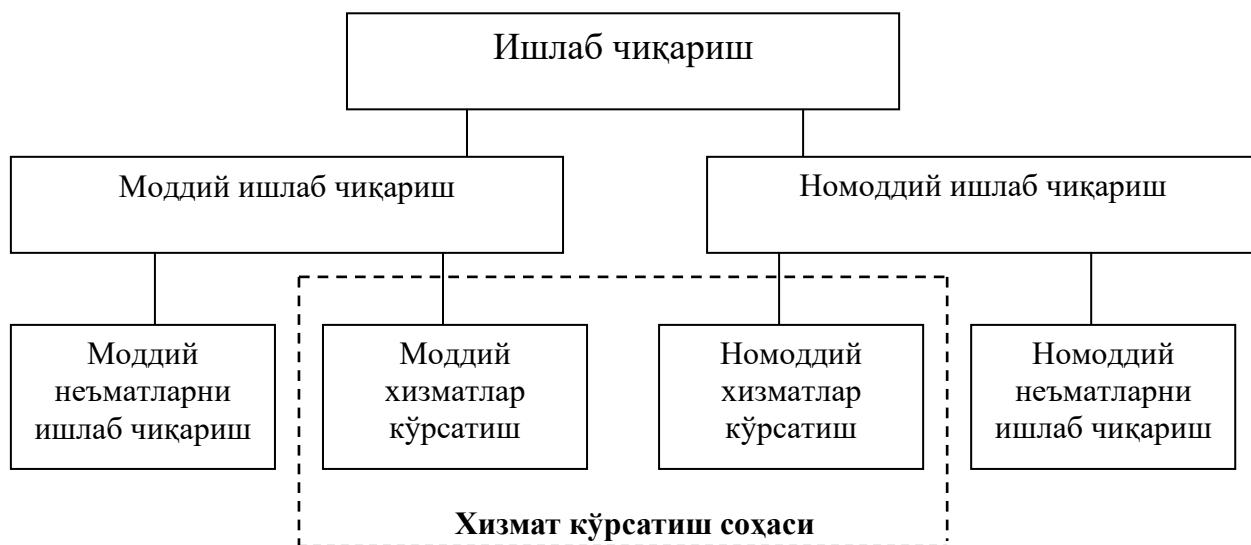 Ишлаб чиқариш
Моддий ишлаб чиқариш
Номоддий ишлаб чиқариш
Моддий
неъматларни
ишлаб чиқариш
Моддий
хизматлар
кўрсатиш
Номоддий
хизматлар
кўрсатиш
Номоддий
неъматларни
ишлаб чиқариш
Хизмат кўрсатиш соҳаси